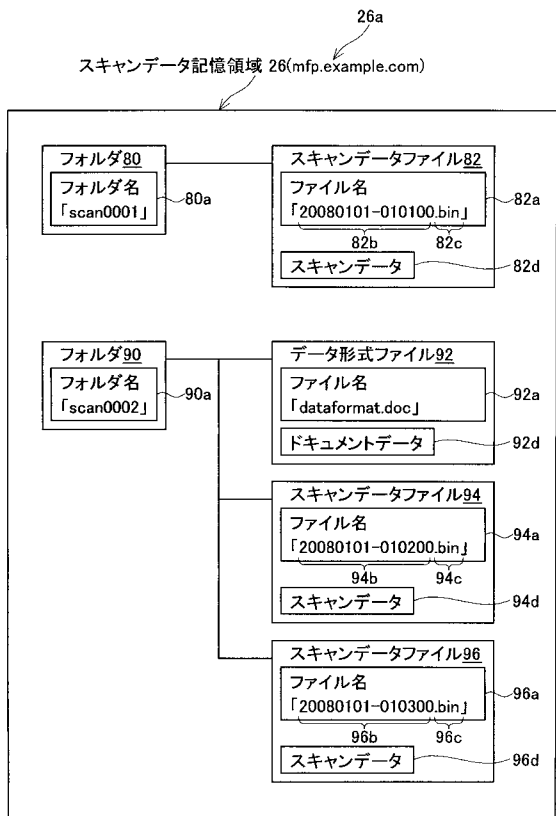 26a
スキャンデータ記憶領域 26(mfp.example.com)
フォルダ80
フォルダ名
「scan0001」
80a
スキャンデータファイル82
ファイル名
「20080101-010100.bin」
82a
82b
82c
スキャンデータ
82d
フォルダ90
フォルダ名
「scan0002」
90a
データ形式ファイル92
ファイル名
「dataformat.doc」
92a
ドキュメントデータ
92d
スキャンデータファイル94
ファイル名
「20080101-010200.bin」
94a
94b
94c
スキャンデータ
94d
スキャンデータファイル96
ファイル名
「20080101-010300.bin」
96a
96b
96c
スキャンデータ
96d